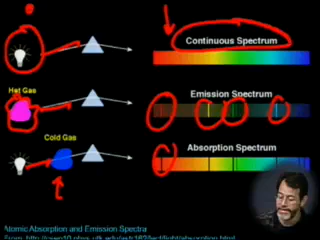 Continuous Spectrum
Hot Gas
Emission Spectrum
Cold Gas
Absorption Spectrum
Atomic Absorption and Emission Spectra